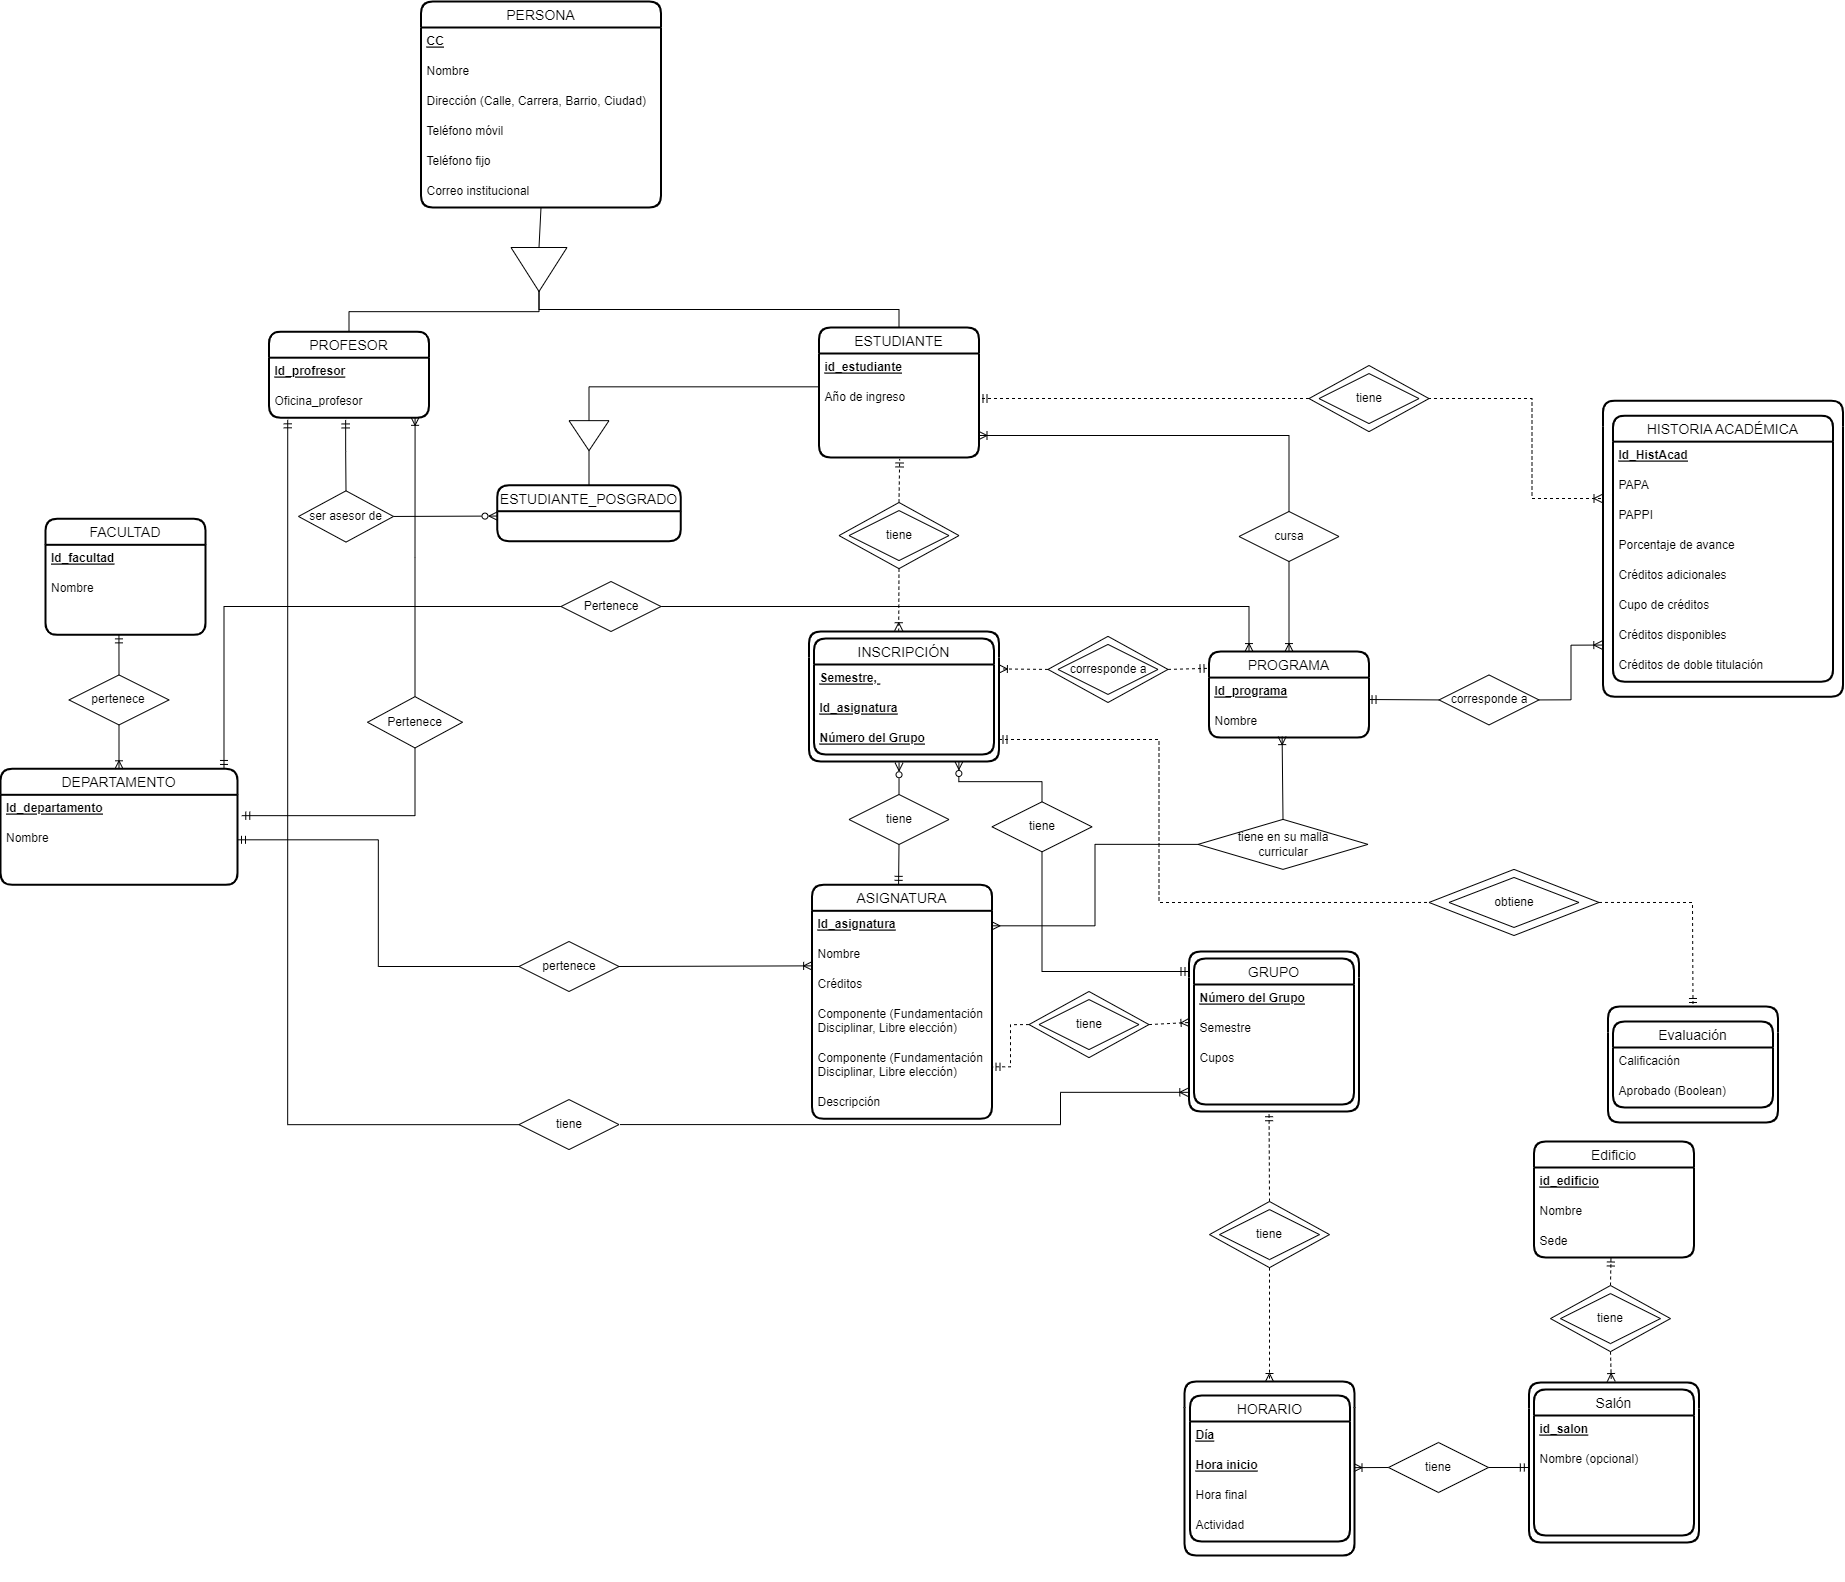 PERSONA
CC
Nombre
Dirección (Calle, Carrera, Barrio, Ciudad)
Teléfono móvil
Teléfono fijo
Correo institucional
PROFESOR
Id_profresor
Oficina_profesor
ESTUDIANTE
id_estudiante
Año de ingreso
tiene
HISTORIA ACADÉMICA
Id_HistAcad
PAPA
PAPPI
Porcentaje de avance
Créditos adicionales
Cupo de créditos
Créditos disponibles
Créditos de doble titulación
ser asesor de
ESTUDIANTE_POSGRADO
tiene
cursa
FACULTAD
Id_facultad
Nombre
Pertenece
pertenece
Pertenece
INSCRIPCIÓN
Semestre,
Id_asignatura
Número del Grupo
corresponde a
PROGRAMA
Id_programa
Nombre
corresponde a
DEPARTAMENTO
Id_departamento
Nombre
tiene
tiene
tiene en su malla
curricular
obtiene
pertenece
ASIGNATURA
Id_asignatura
Nombre
Créditos
Componente (Fundamentación
Disciplinar, Libre elección)
Componente (Fundamentación
Disciplinar, Libre elección)
Descripción
tiene
GRUPO
Número del Grupo
Semestre
Cupos
Evaluación
Calificación
Aprobado (Boolean)
tiene
tiene
Edificio
id_edificio
Nombre
Sede
tiene
HORARIO
Día
Hora inicio
Hora final
Actividad
tiene
Salón
id_salon
Nombre (opcional)